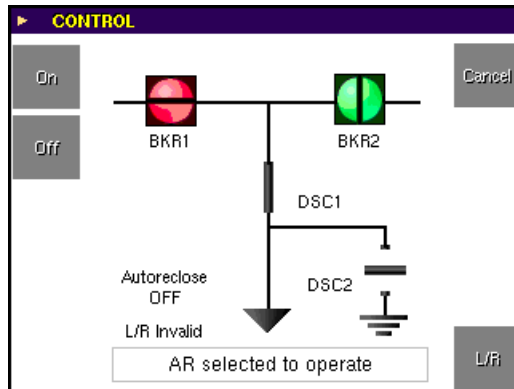 CONTROL
On
Cancel
Off
BKR1
BKR2
DSC1
DSC2
Autoreclose
OFF
L/R Invalid
AR selected to operate
L/R